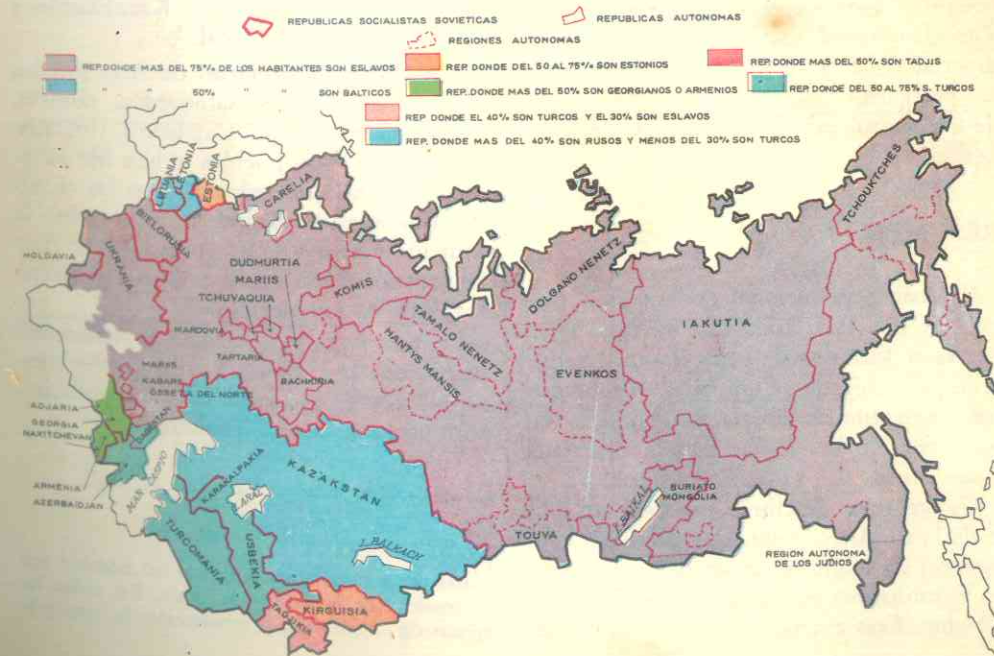 REPUBLICAS SOCIALISTAS SOVIETICAS
REPUBLICAS AUTONOMAS
REGIONES AUTONOMAS
REP. DONDE MAS DEL 75% DE LOS HABITANTES SON ESLAVOS
REP. DONDE DEL 50 AL 75% SON ESTONIOS
REP. DONDE MAS DEL 50% SON TADJIS
" " " 50% " " SON BALTICOS
REP. DONDE MAS DEL 50% SON GEORGIANOS O ARMENIOS
REP. DONDE DEL 50 AL 75% S. TURCOS
REP DONDE EL 40% SON TURCOS Y EL 30% SON ESLAVOS
REP. DONDE MAS DEL 40% SON RUSOS Y MENOS DEL 30% SON TURCOS
LITUANIA
LETONIA
ESTONIA
CARELIA
TCHOUKTCHES
BIELORUSIA
UKRANIA
MOLDAVIA
DUDMURTIA
MARIIS
TCHUVAQUIA
KOMIS
DOLGANO NENETZ
TAMALO NENETZ
HANTYS MANSIS
IAKUTIA
EVENKOS
MARDOVIA
TARTARIA
BACHKIRIA
MARIIS
KABARS
OSSETA DEL NORTE
ADJARIA
GEORGIA
NAXITCHEVAN
DAGESTAN
ARMENIA
AZERBAIDJAN
MAR CASPIO
KARAKALPAKIA
ARAL
KAZAKSTAN
L BALKACH
TURCOMANIA
USBEKIA
TADJIKIA
KIRGUISIA
TOUVA
BAIKAL
BURIATO
MONGOLIA
REGION AUTONOMA
DE LOS JUDIOS